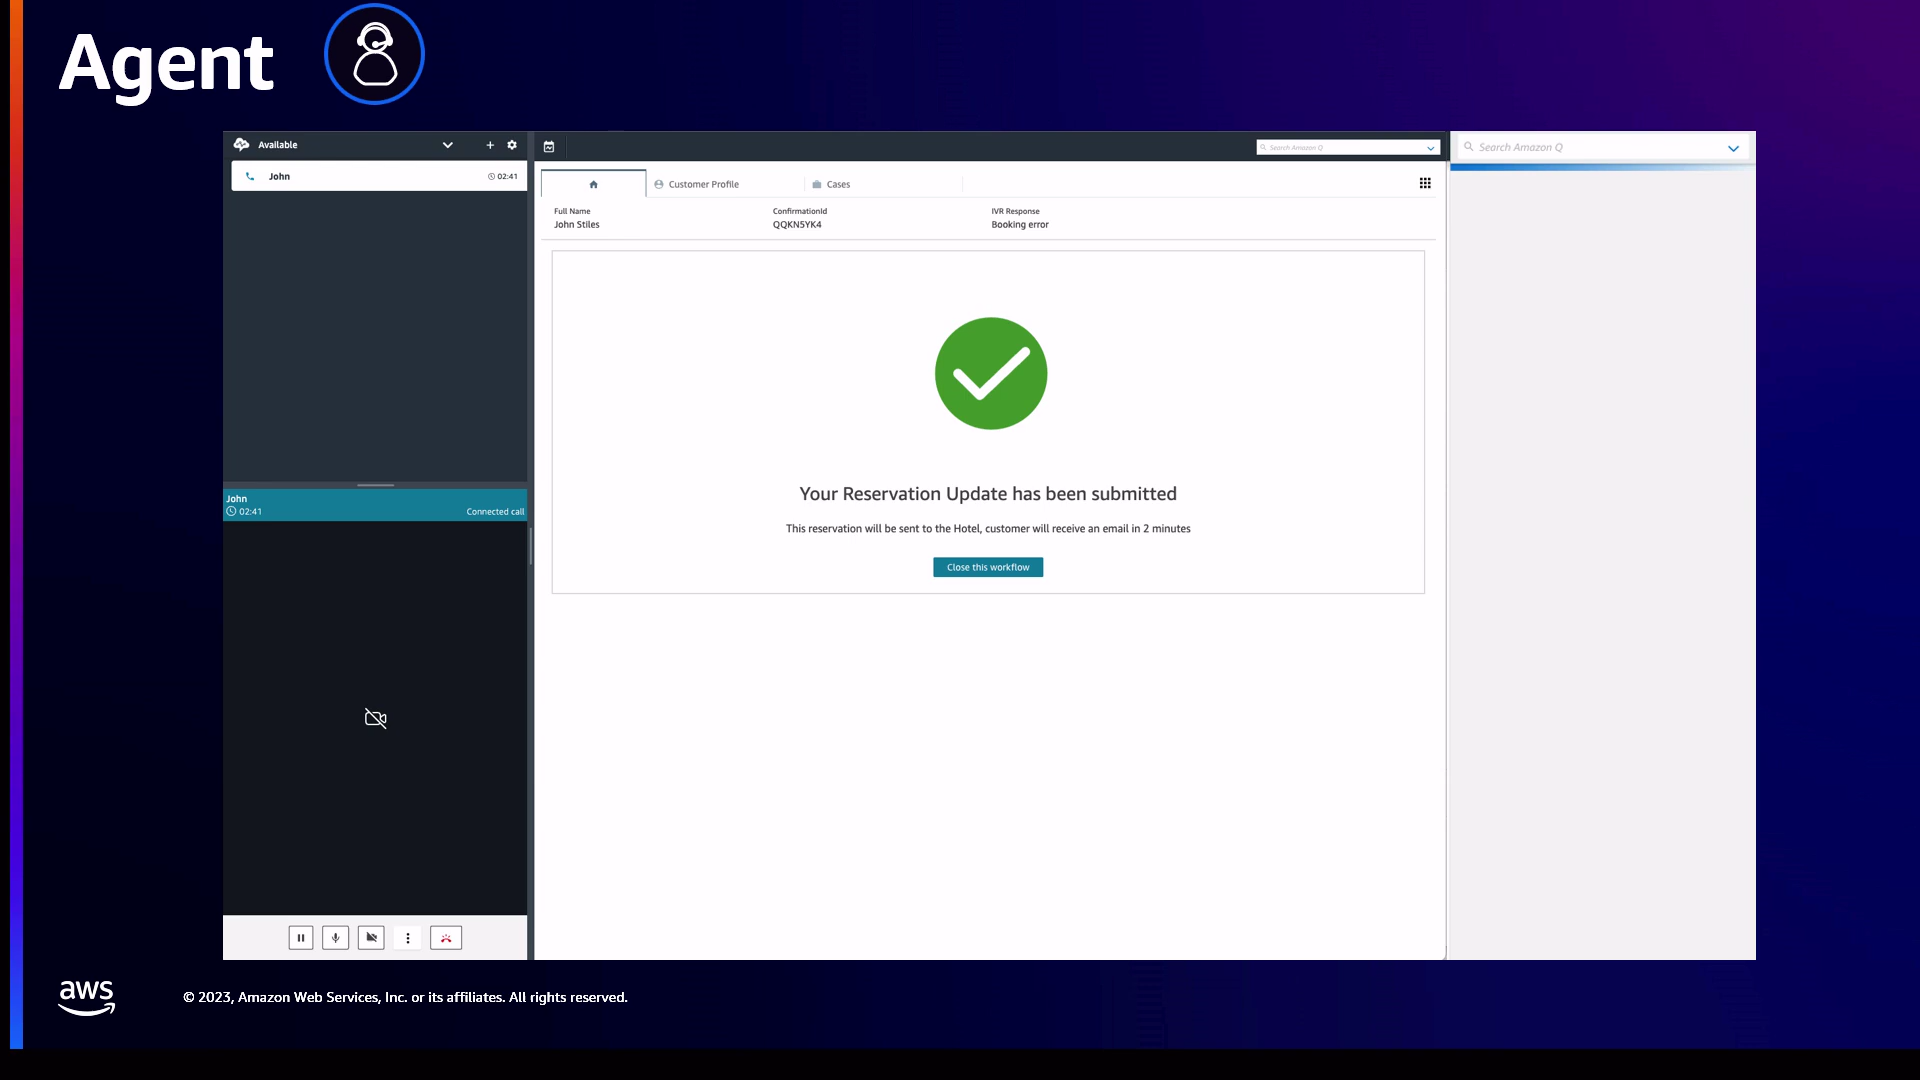 Agent
Available
John 02:41
Search Amazon Q
Search Amazon Q
Customer Profile
Cases
Full Name
John Stiles
ConfirmationId
QQKN5YK4
IVR Response
Booking error
Your Reservation Update has been submitted
This reservation will be sent to the Hotel, customer will receive an email in 2 minutes
Close this workflow
John
02:41 Connected call
aws
© 2023, Amazon Web Services, Inc. or its affiliates. All rights reserved.